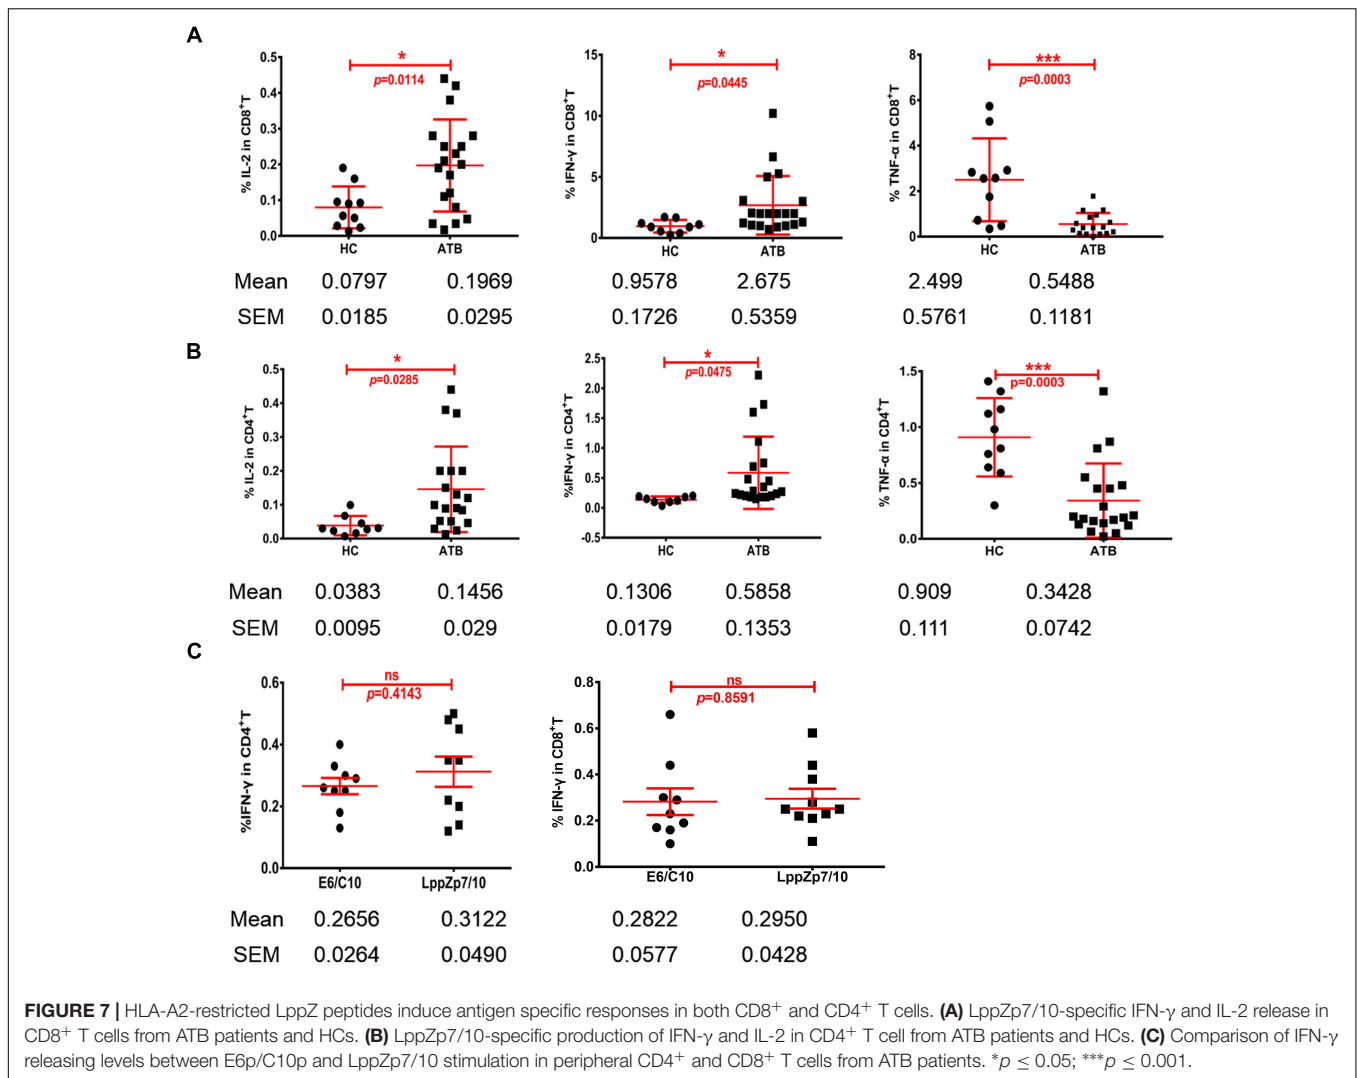 A
% IL-2 in CD8+T
0.5
0.4
0.3
0.2
0.1
0.0
*
p=0.0114
HC ATB
% IFN-γ in CD8+T
15
10
5
0
*
p=0.0445
HC ATB
% TNF-α in CD8+T
8
6
4
2
0
***
p=0.0003
HC ATB
Mean 0.0797 0.1969 0.9578 2.675 2.499 0.5488
SEM 0.0185 0.0295 0.1726 0.5359 0.5761 0.1181
B
% IL-2 in CD4+T
0.5
0.4
0.3
0.2
0.1
0.0
*
p=0.0285
HC ATB
%IFN-γ in CD4+T
2.5
2.0
1.5
1.0
0.5
0.0
-0.5
*
p=0.0475
HC ATB
% TNF-α in CD4+T
1.5
1.0
0.5
0.0
***
p=0.0003
HC ATB
Mean 0.0383 0.1456 0.1306 0.5858 0.909 0.3428
SEM 0.0095 0.029 0.0179 0.1353 0.111 0.0742
C
%IFN-γ in CD4+T
0.6
0.4
0.2
0.0
ns
p=0.4143
E6/C10 LppZp7/10
% IFN-γ in CD8+T
0.8
0.6
0.4
0.2
0.0
ns
p=0.8591
E6/C10 LppZp7/10
Mean 0.2656 0.3122 0.2822 0.2950
SEM 0.0264 0.0490 0.0577 0.0428
FIGURE 7 | HLA-A2-restricted LppZ peptides induce antigen specific responses in both CD8+ and CD4+ T cells. (A) LppZp7/10-specific IFN-γ and IL-2 release in
CD8+ T cells from ATB patients and HCs. (B) LppZp7/10-specific production of IFN-γ and IL-2 in CD4+ T cell from ATB patients and HCs. (C) Comparison of IFN-γ
releasing levels between E6p/C10p and LppZp7/10 stimulation in peripheral CD4+ and CD8+ T cells from ATB patients. *p ≤ 0.05; ***p ≤ 0.001.